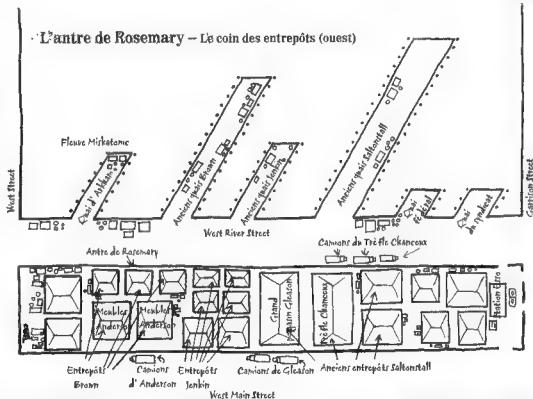 L'antre de Rosemary – Le coin des entrepôts (ouest)
Fleuve Miskatonic
West Street
Quai d'Arkham
Anciens quais Brown
Anciens quais Jenkin
Anciens quais Saltonstall
Quai fédéral
Quai du syndicat
Garrison Street
West River Street
Camions du Trèfle Chanceux
Antre de Rosemary
Meubles Anderson
Meubles Anderson
Grand
Gleason
Trèfle Chanceux
Station Esso
Entrepôts Brown
Camions d'Anderson
Entrepôts Jenkin
Camions de Gleason
Anciens entrepôts Saltonstall
West Main Street